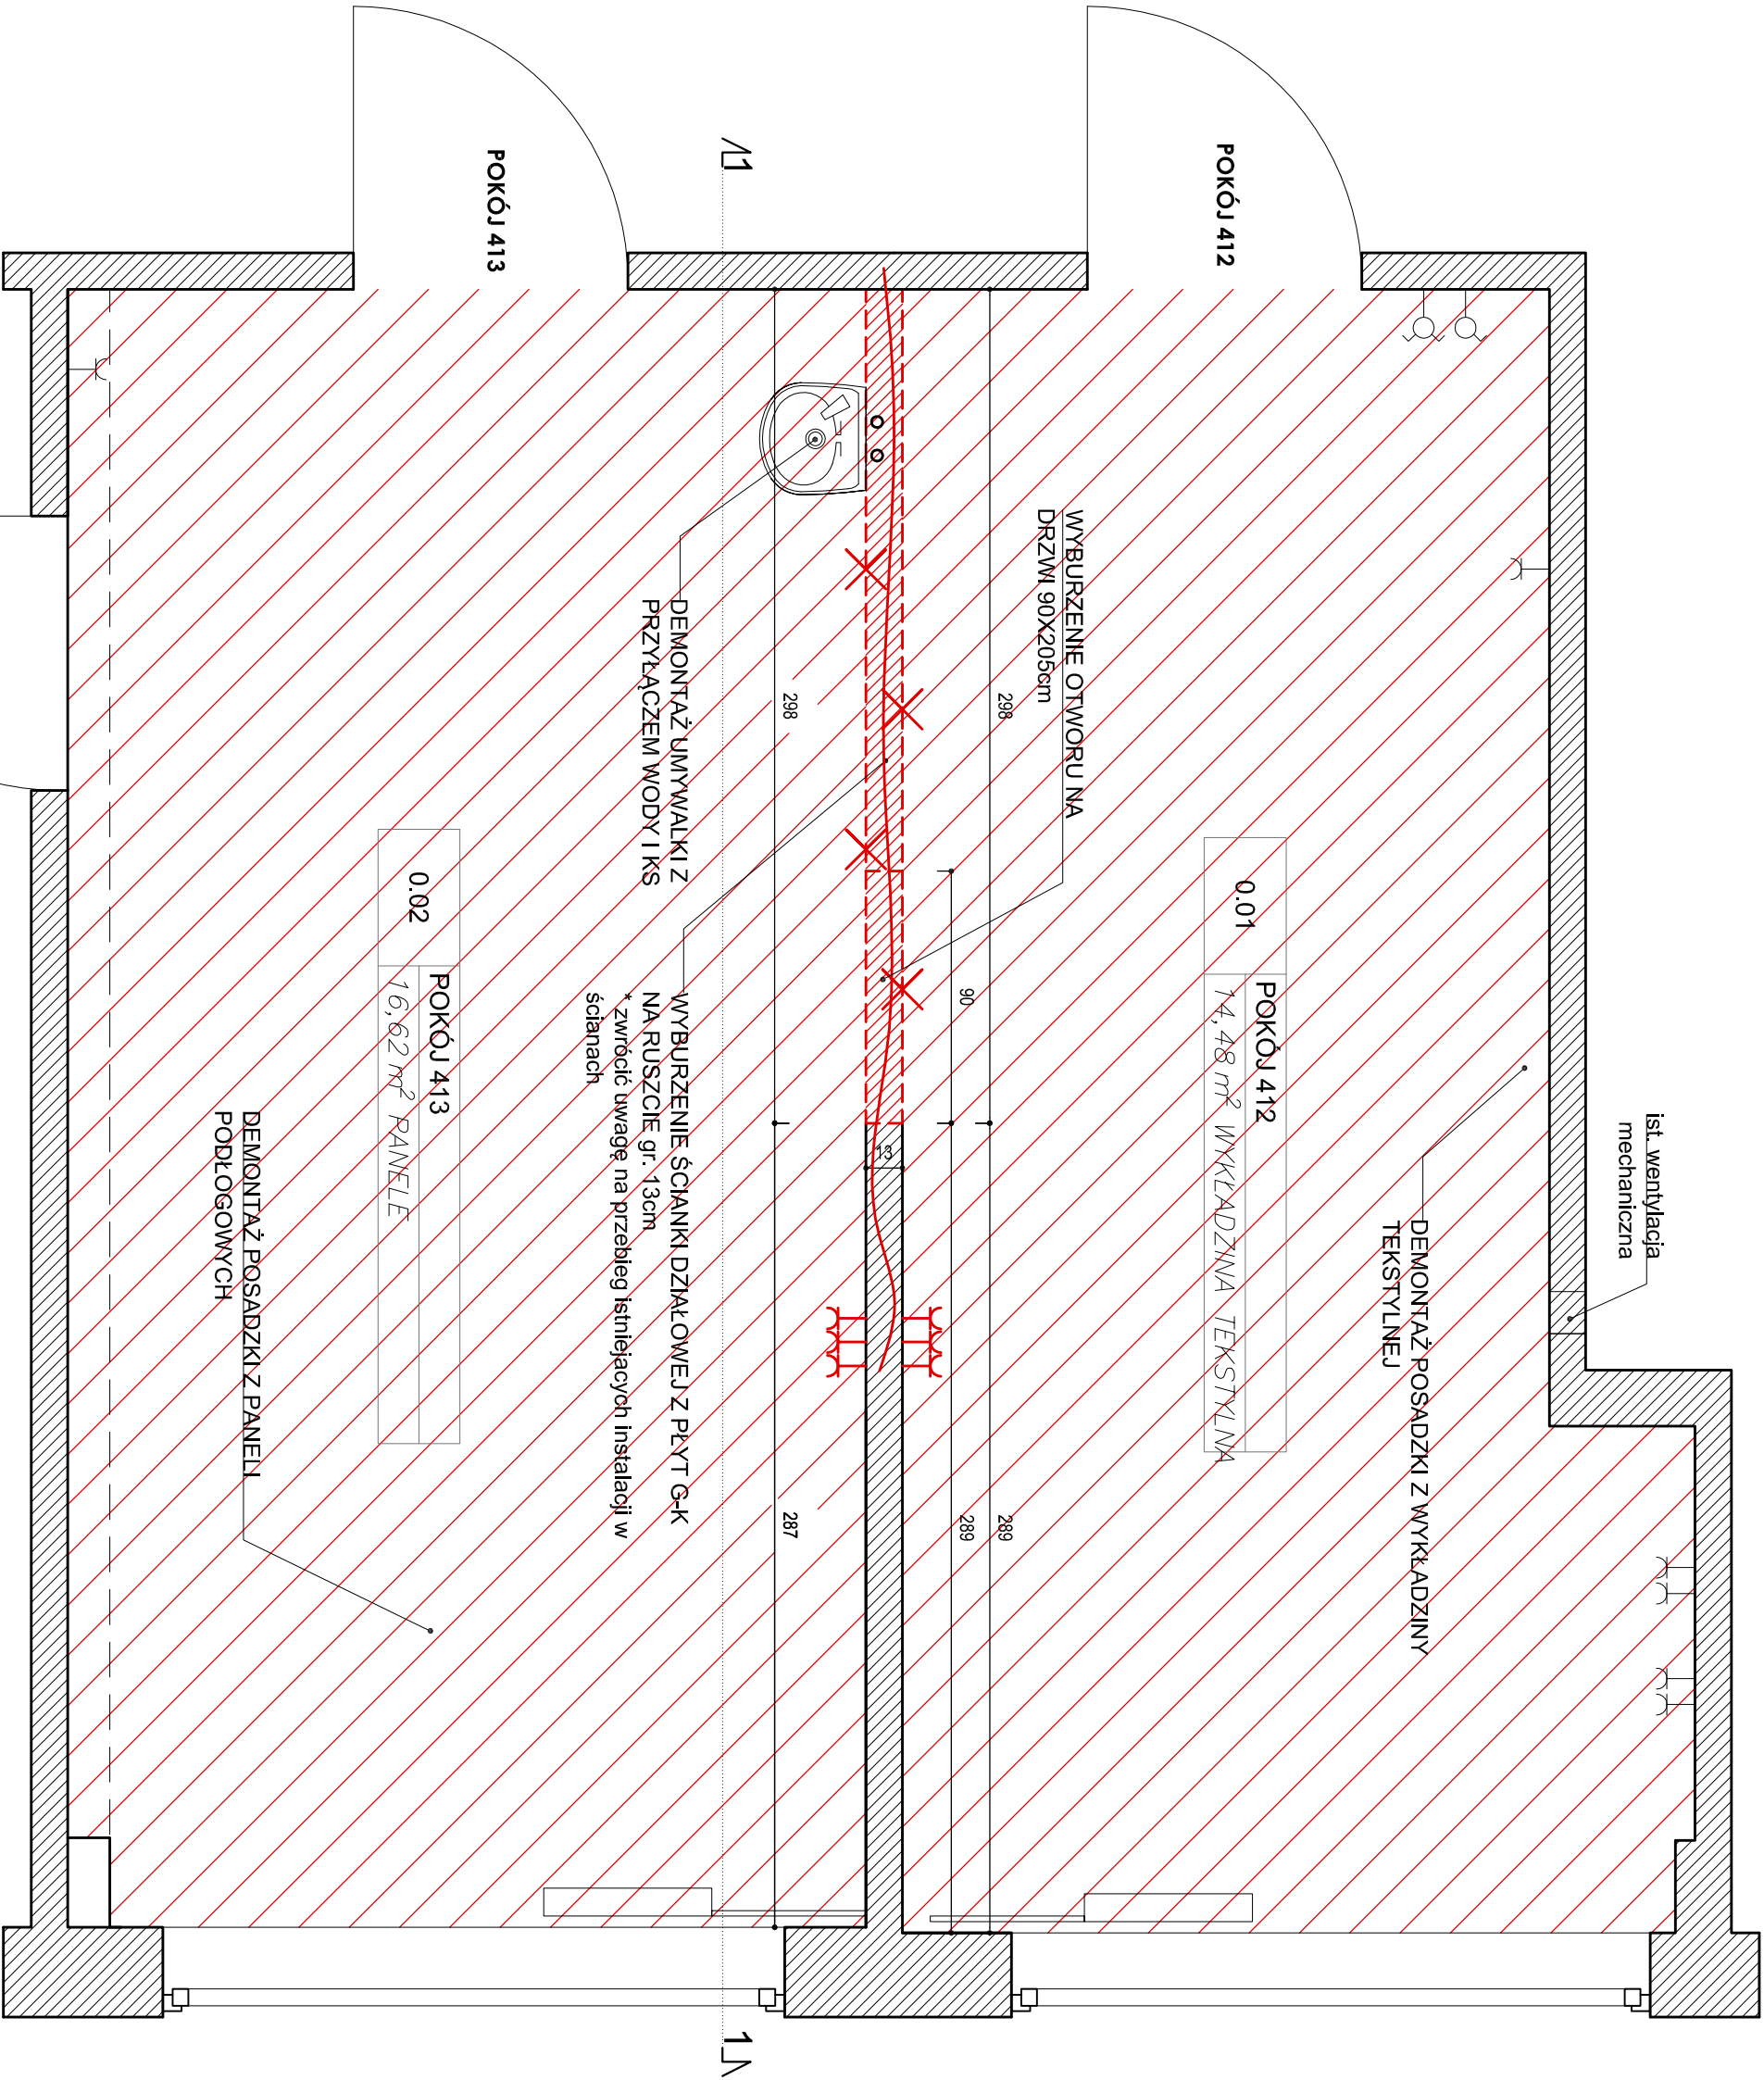 ist. wentylacja
mechaniczna
DEMONTAŻ POSADZKI Z WYKŁADZINY
TEKSTYLNEJ
POKÓJ 412
0.01
POKÓJ 412
14,48 m² WYKŁADZINA TEKSTYLNA
WYBURZENIE OTWORU NA
DRZWI 90X205cm
298
289
90
289
13
298
287
1
1
DEMONTAŻ UMYWALKI Z
PRZYŁĄCZEM WODY I KS
WYBURZENIE ŚCIANKI DZIAŁOWEJ Z PŁYT G-K
NA RUSZCIE gr. 13cm
* zwrócić uwagę na przebieg istniejacych instalacji w
ścianach
POKÓJ 413
0.02
POKÓJ 413
16,62 m² PANELE
DEMONTAŻ POSADZKI Z PANELI
PODŁOGOWYCH